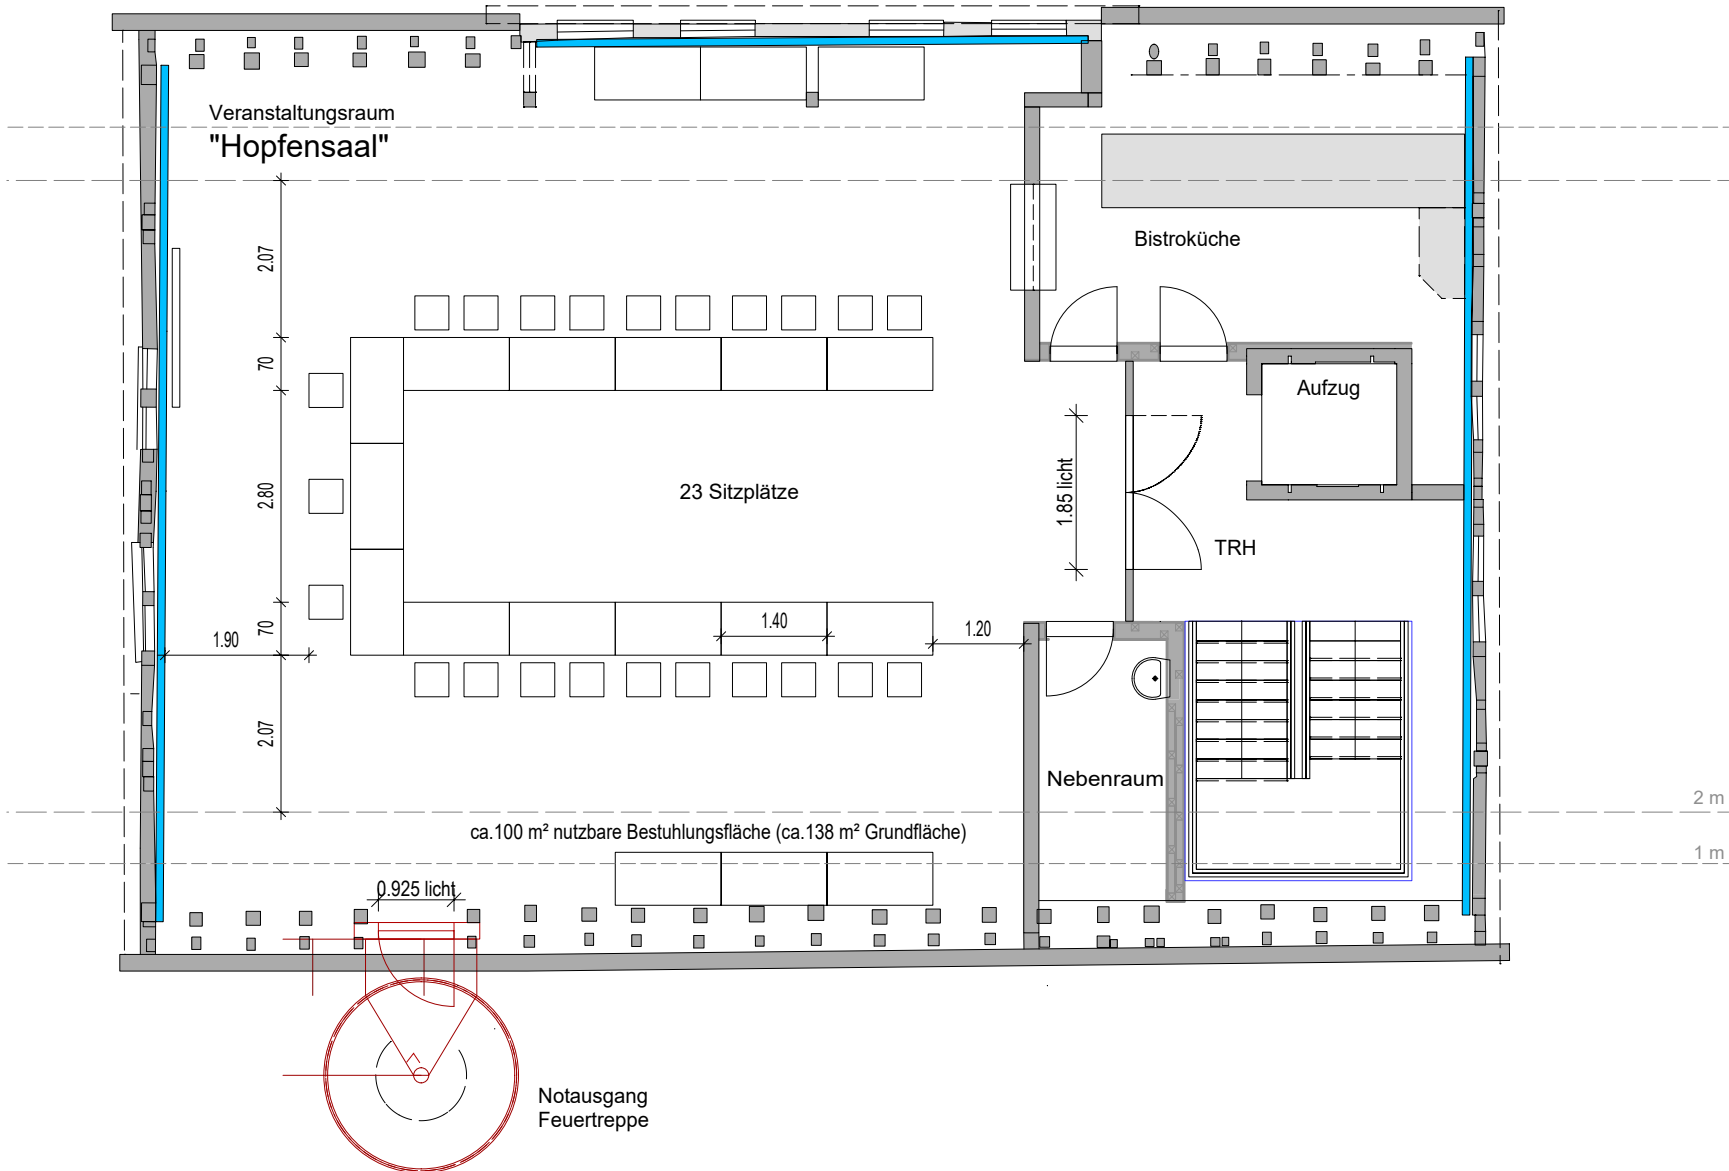 Veranstaltungsraum
"Hopfensaal"
2.07
Bistroküche
70
Aufzug
2.80
23 Sitzplätze
1.85 licht
TRH
70
1.90
1.40
1.20
2.07
Nebenraum
2 m
ca.100 m² nutzbare Bestuhlungsfläche (ca.138 m² Grundfläche)
1 m
0.925 licht
Notausgang
Feuertreppe